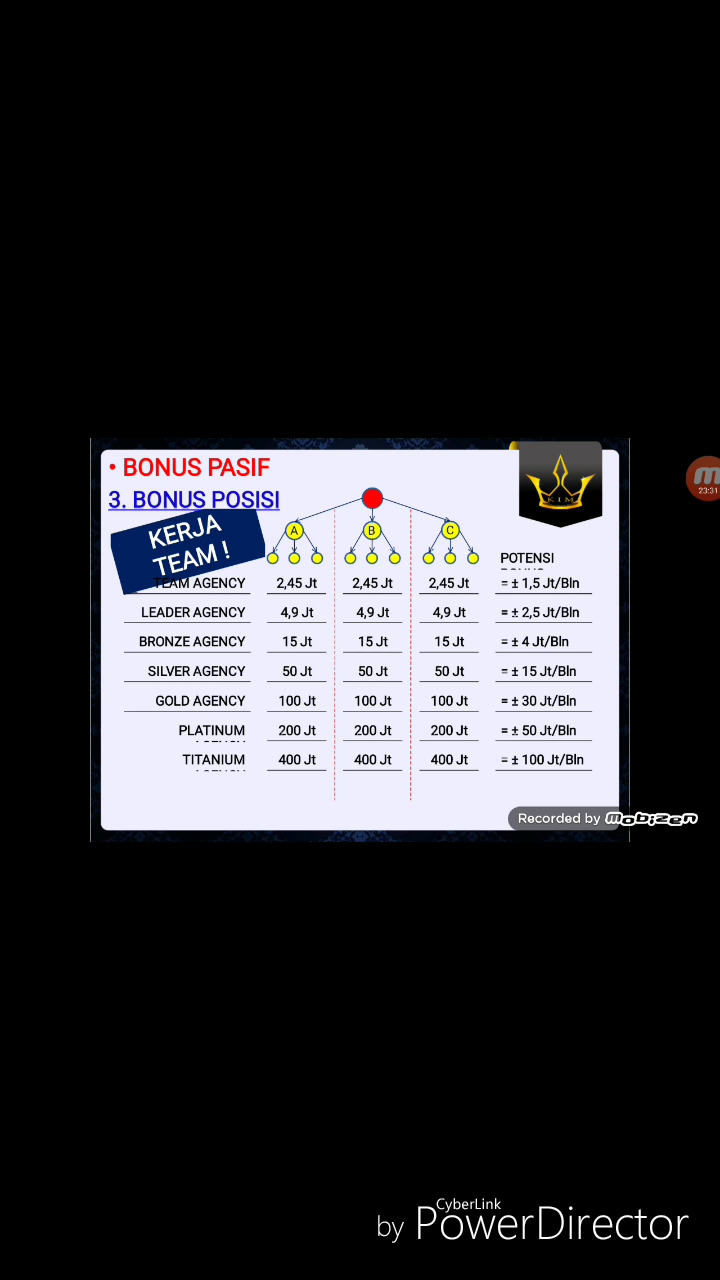 • BONUS PASIF
3. BONUS POSISI
KERJA
TEAM !
KIM
23:31
A B C
POTENSI
TEAM AGENCY 2,45 Jt 2,45 Jt 2,45 Jt = ± 1,5 Jt/Bln
LEADER AGENCY 4,9 Jt 4,9 Jt 4,9 Jt = ± 2,5 Jt/Bln
BRONZE AGENCY 15 Jt 15 Jt 15 Jt = ± 4 Jt/Bln
SILVER AGENCY 50 Jt 50 Jt 50 Jt = ± 15 Jt/Bln
GOLD AGENCY 100 Jt 100 Jt 100 Jt = ± 30 Jt/Bln
PLATINUM 200 Jt 200 Jt 200 Jt = ± 50 Jt/Bln
TITANIUM 400 Jt 400 Jt 400 Jt = ± 100 Jt/Bln
Recorded by mobizen
CyberLink
by PowerDirector